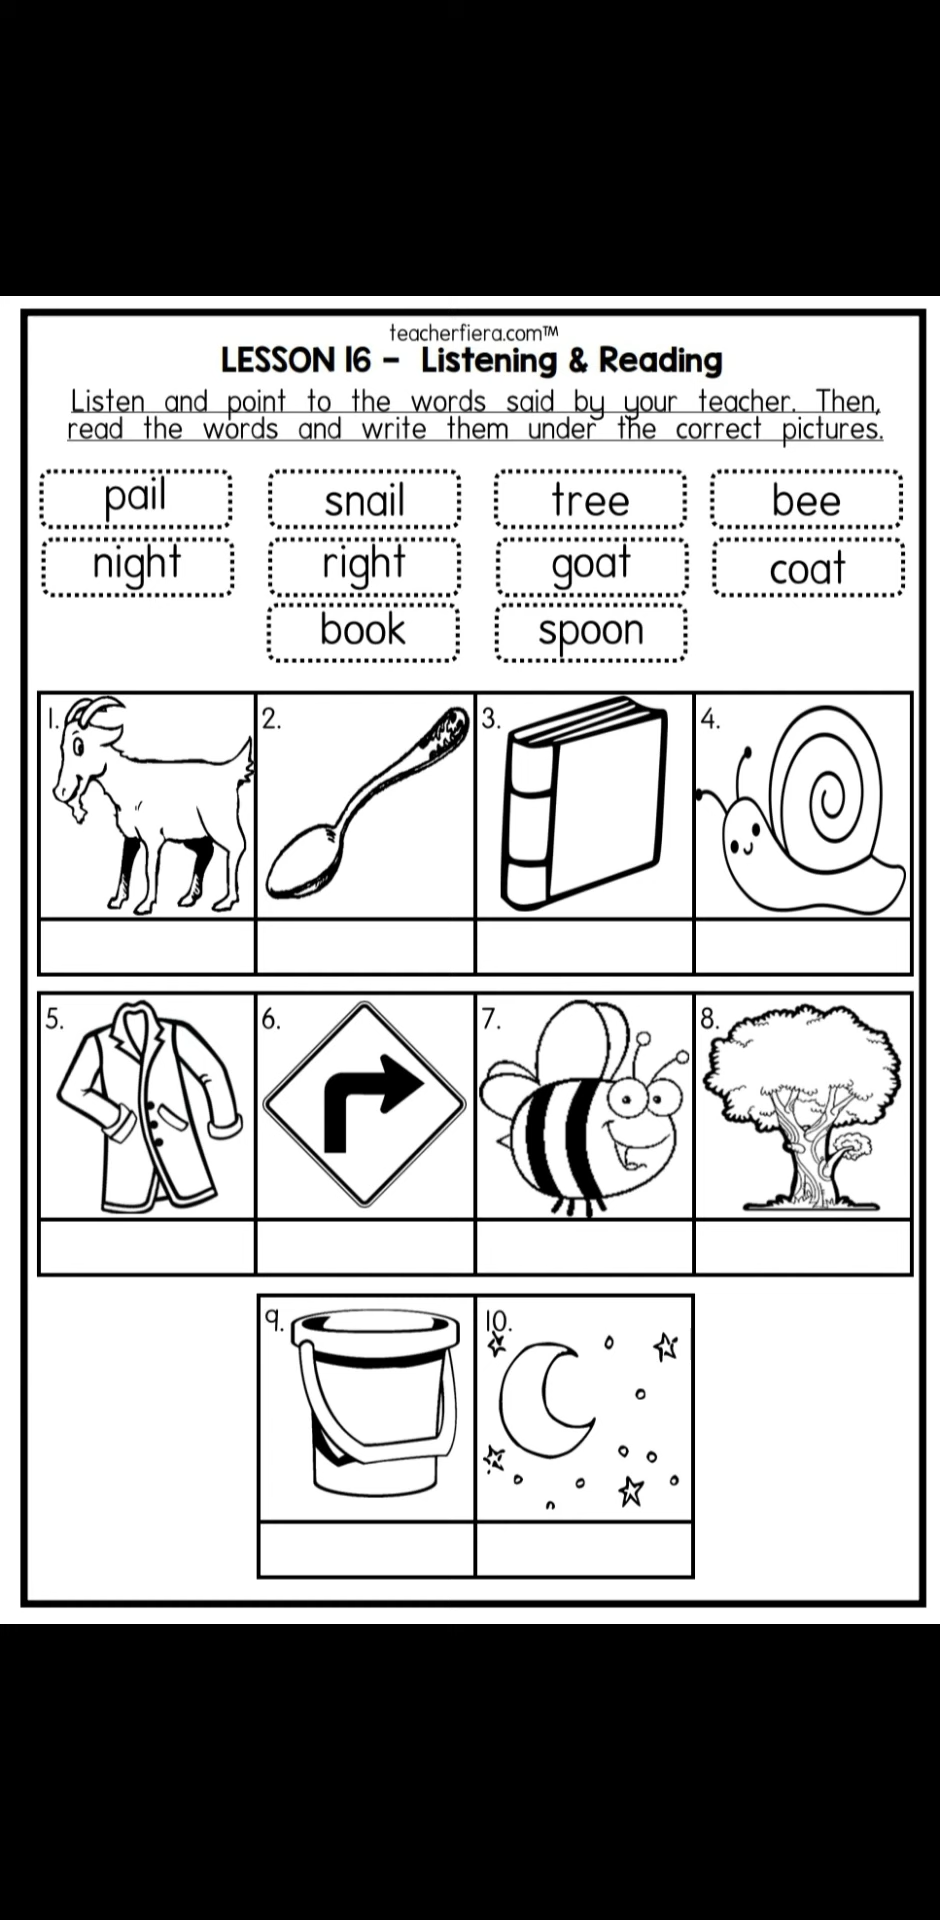 teacherfiera.com™
LESSON 16 - Listening & Reading
Listen and point to the words said by your teacher. Then,
read the words and write them under the correct pictures.
pail snail tree bee
night right goat coat
book spoon
1. 2. 3. 4.
5. 6. 7. 8.
9. 10.